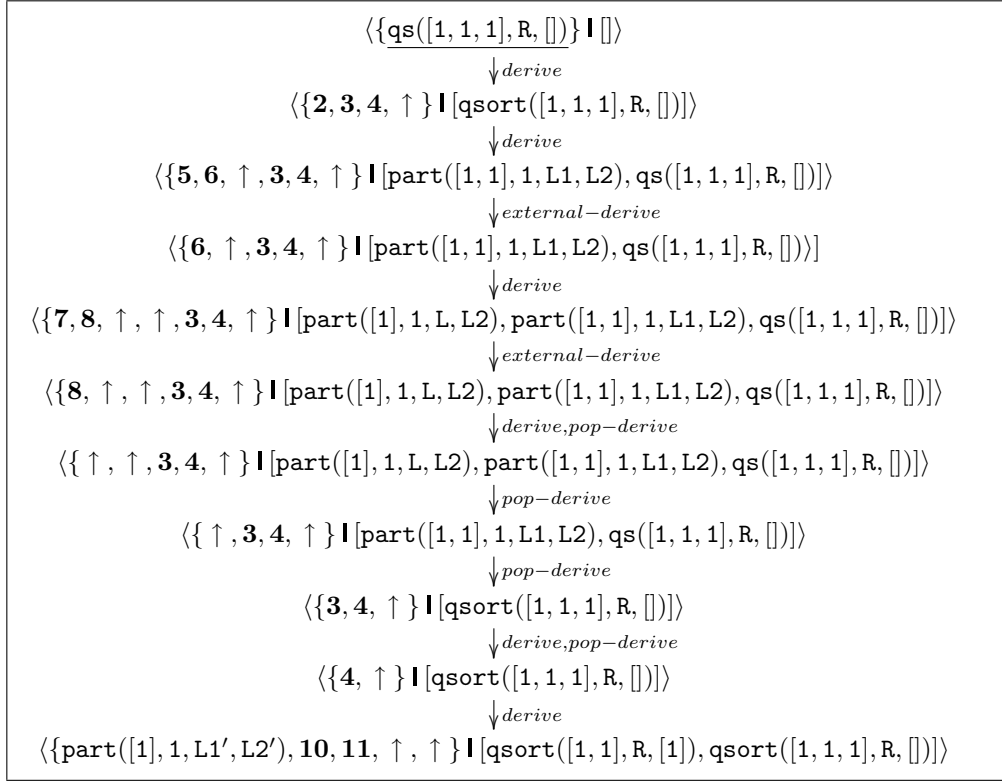 ⟨{qs([1, 1, 1], R, [])} ❙ []⟩
↓ derive
⟨{2, 3, 4, ↑ } ❙ [qsort([1, 1, 1], R, [])]⟩
↓ derive
⟨{5, 6, ↑ , 3, 4, ↑ } ❙ [part([1, 1], 1, L1, L2), qs([1, 1, 1], R, [])]⟩
↓ external−derive
⟨{6, ↑ , 3, 4, ↑ } ❙ [part([1, 1], 1, L1, L2), qs([1, 1, 1], R, [])⟩]
↓ derive
⟨{7, 8, ↑ , ↑ , 3, 4, ↑ } ❙ [part([1], 1, L, L2), part([1, 1], 1, L1, L2), qs([1, 1, 1], R, [])]⟩
↓ external−derive
⟨{8, ↑ , ↑ , 3, 4, ↑ } ❙ [part([1], 1, L, L2), part([1, 1], 1, L1, L2), qs([1, 1, 1], R, [])]⟩
↓ derive,pop−derive
⟨{ ↑ , ↑ , 3, 4, ↑ } ❙ [part([1], 1, L, L2), part([1, 1], 1, L1, L2), qs([1, 1, 1], R, [])]⟩
↓ pop−derive
⟨{ ↑ , 3, 4, ↑ } ❙ [part([1, 1], 1, L1, L2), qs([1, 1, 1], R, [])]⟩
↓ pop−derive
⟨{3, 4, ↑ } ❙ [qsort([1, 1, 1], R, [])]⟩
↓ derive,pop−derive
⟨{4, ↑ } ❙ [qsort([1, 1, 1], R, [])]⟩
↓ derive
⟨{part([1], 1, L1′, L2′), 10, 11, ↑ , ↑ } ❙ [qsort([1, 1], R, [1]), qsort([1, 1, 1], R, [])]⟩